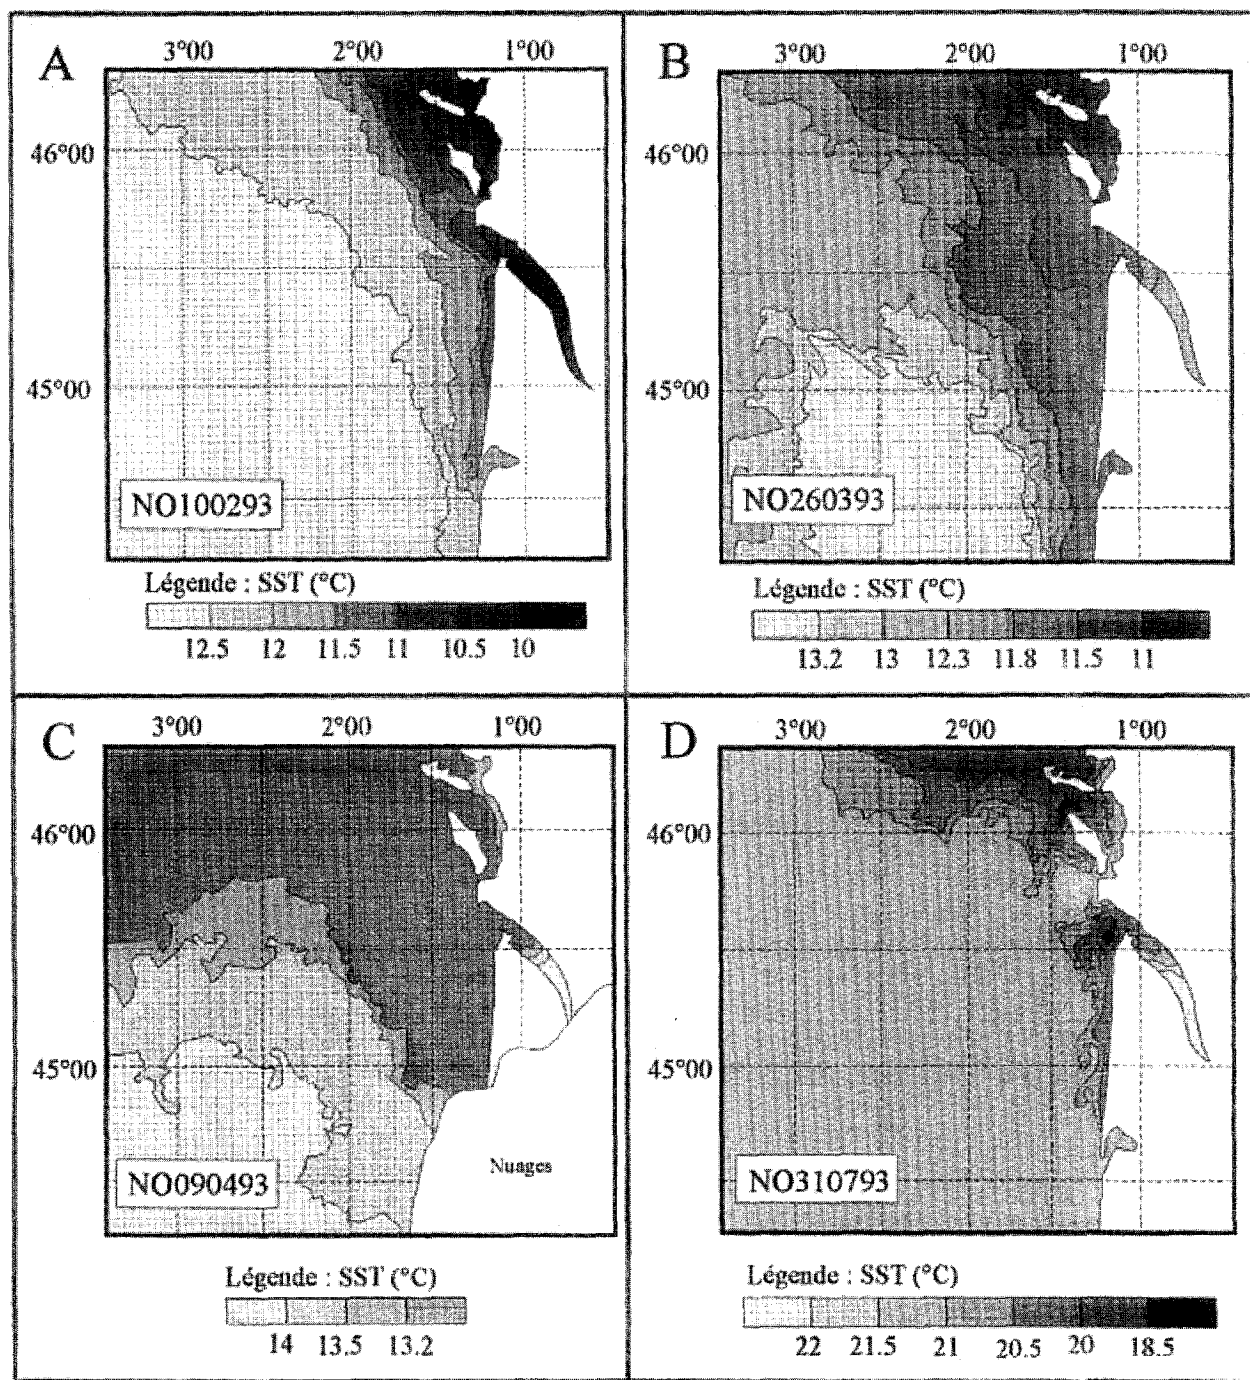 A
3°00 2°00 1°00
46°00
45°00
NO100293
Légende : SST (°C)
12.5 12 11.5 11 10.5 10
B
3°00 2°00 1°00
46°00
45°00
NO260393
Légende : SST (°C)
13.2 13 12.3 11.8 11.5 11
C
3°00 2°00 1°00
46°00
45°00
NO090493
Nuages
Légende : SST (°C)
14 13.5 13.2
D
3°00 2°00 1°00
46°00
45°00
NO310793
Légende : SST (°C)
22 21.5 21 20.5 20 18.5